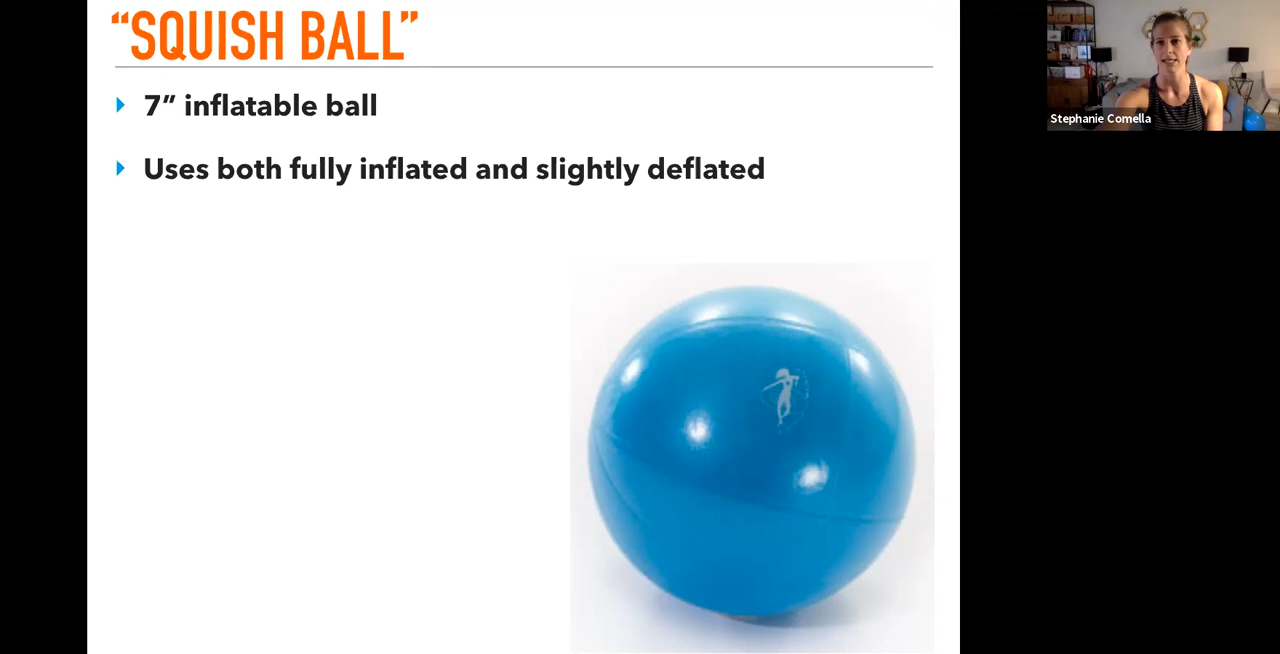 “SQUISH BALL”
7” inflatable ball
Uses both fully inflated and slightly deflated
Stephanie Comella